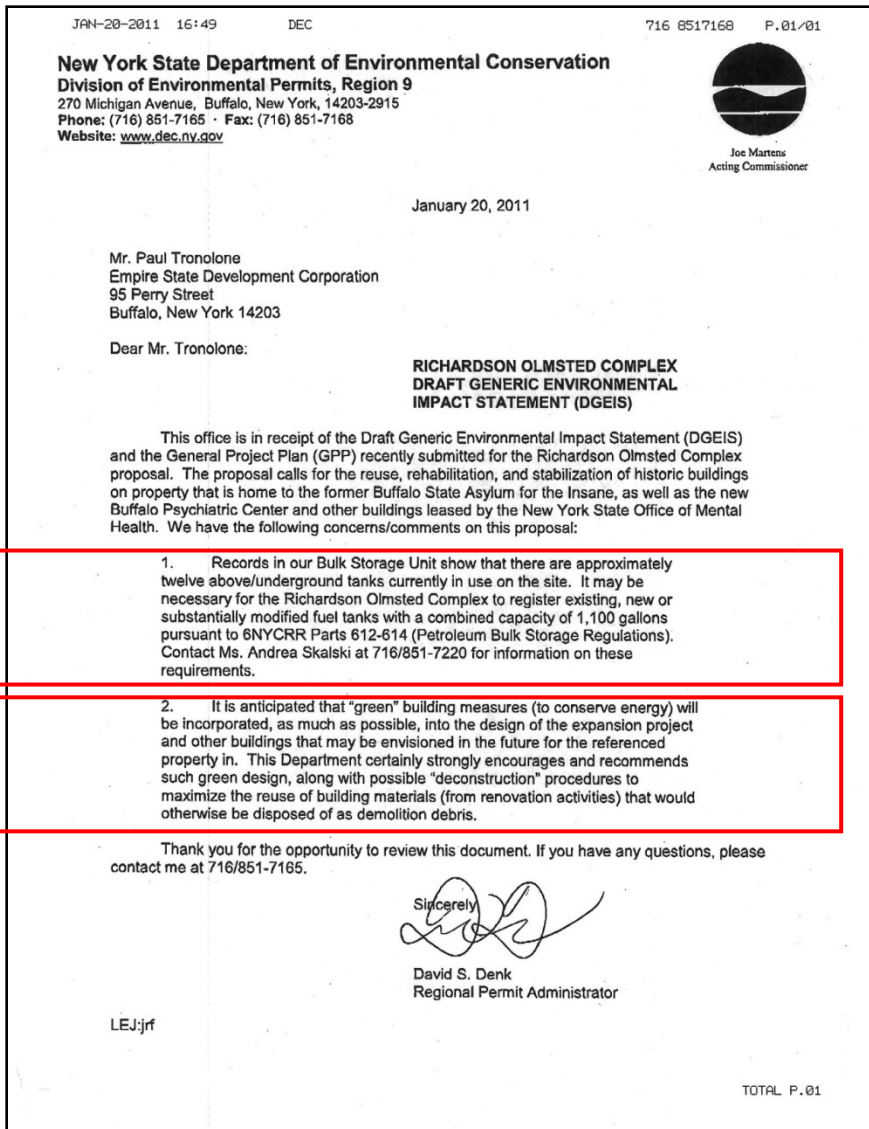 JAN-20-2011 16:49 DEC 716 8517168 P.01/01
New York State Department of Environmental Conservation
Division of Environmental Permits, Region 9
270 Michigan Avenue, Buffalo, New York, 14203-2915
Phone: (716) 851-7165 · Fax: (716) 851-7168
Website: www.dec.ny.gov
Joe Martens
Acting Commissioner
January 20, 2011
Mr. Paul Tronolone
Empire State Development Corporation
95 Perry Street
Buffalo, New York 14203
Dear Mr. Tronolone:
RICHARDSON OLMSTED COMPLEX
DRAFT GENERIC ENVIRONMENTAL
IMPACT STATEMENT (DGEIS)
This office is in receipt of the Draft Generic Environmental Impact Statement (DGEIS)
and the General Project Plan (GPP) recently submitted for the Richardson Olmsted Complex
proposal. The proposal calls for the reuse, rehabilitation, and stabilization of historic buildings
on property that is home to the former Buffalo State Asylum for the Insane, as well as the new
Buffalo Psychiatric Center and other buildings leased by the New York State Office of Mental
Health. We have the following concerns/comments on this proposal:
1. Records in our Bulk Storage Unit show that there are approximately
twelve above/underground tanks currently in use on the site. It may be
necessary for the Richardson Olmsted Complex to register existing, new or
substantially modified fuel tanks with a combined capacity of 1,100 gallons
pursuant to 6NYCRR Parts 612-614 (Petroleum Bulk Storage Regulations).
Contact Ms. Andrea Skalski at 716/851-7220 for information on these
requirements.
2. It is anticipated that "green" building measures (to conserve energy) will
be incorporated, as much as possible, into the design of the expansion project
and other buildings that may be envisioned in the future for the referenced
property in. This Department certainly strongly encourages and recommends
such green design, along with possible "deconstruction" procedures to
maximize the reuse of building materials (from renovation activities) that would
otherwise be disposed of as demolition debris.
Thank you for the opportunity to review this document. If you have any questions, please
contact me at 716/851-7165.
Sincerely
David S. Denk
Regional Permit Administrator
LEJ:jrf
TOTAL P.01